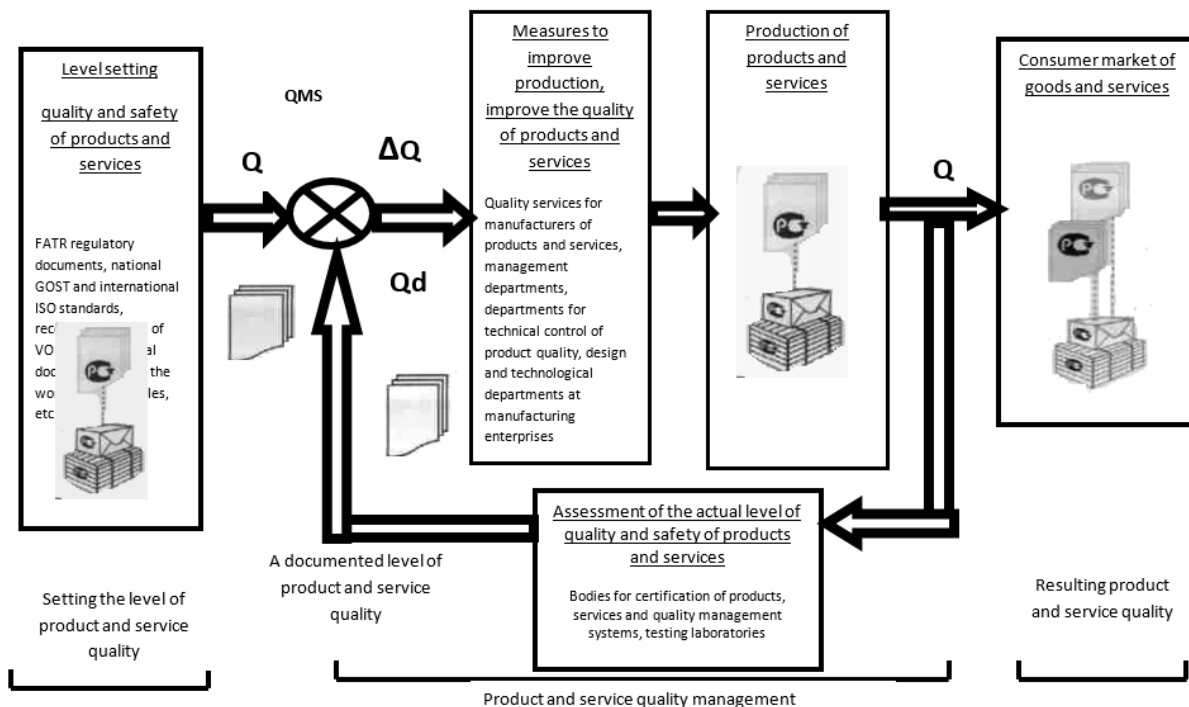 Level setting
quality and safety
of products and
services
FATR regulatory
documents, national
GOST and international
ISO standards,
of
VO
the
etc
QMS
Q
ΔQ
Qd
Measures to
improve
production,
improve the quality
of products and
services
Quality services for
manufacturers of
products and services,
management
departments,
departments for
technical control of
product quality, design
and technological
departments at
manufacturing
enterprises
Production of
products and
services
Q
Consumer market of
goods and services
Assessment of the actual level of
quality and safety of products
and services
Bodies for certification of products,
services and quality management
systems, testing laboratories
A documented level of
product and service
quality
Setting the level of
product and service
quality
Resulting product
and service quality
Product and service quality management